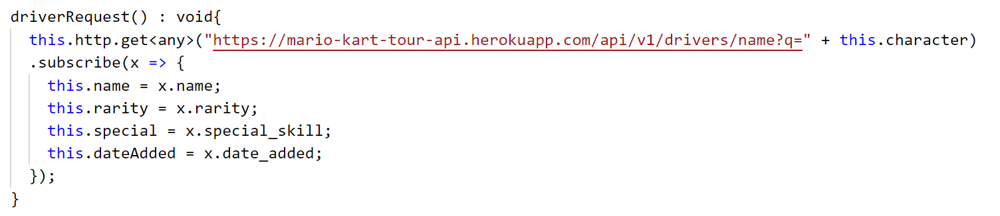 driverRequest() : void{
this.http.get<any>("https://mario-kart-tour-api.herokuapp.com/api/v1/drivers/name?q=" + this.character)
.subscribe(x => {
this.name = x.name;
this.rarity = x.rarity;
this.special = x.special_skill;
this.dateAdded = x.date_added;
});
}